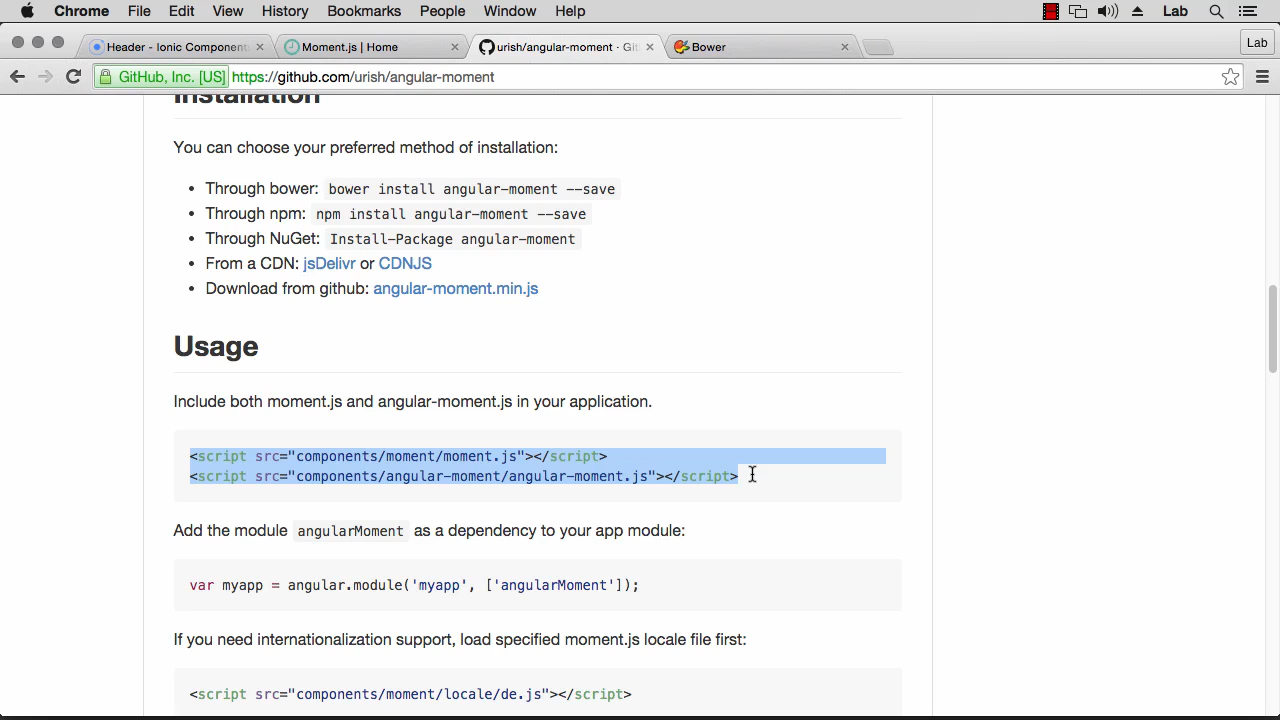 Chrome File Edit View History Bookmarks People Window Help Lab
Header - Ionic Component × Moment.js | Home × urish/angular-moment · Git × Bower × Lab
GitHub, Inc. [US] https://github.com/urish/angular-moment
Installation
You can choose your preferred method of installation:
• Through bower: bower install angular-moment --save
• Through npm: npm install angular-moment --save
• Through NuGet: Install-Package angular-moment
• From a CDN: jsDelivr or CDNJS
• Download from github: angular-moment.min.js
Usage
Include both moment.js and angular-moment.js in your application.
<script src="components/moment/moment.js"></script>
<script src="components/angular-moment/angular-moment.js"></script>
Add the module angularMoment as a dependency to your app module:
var myapp = angular.module('myapp', ['angularMoment']);
If you need internationalization support, load specified moment.js locale file first:
<script src="components/moment/locale/de.js"></script>